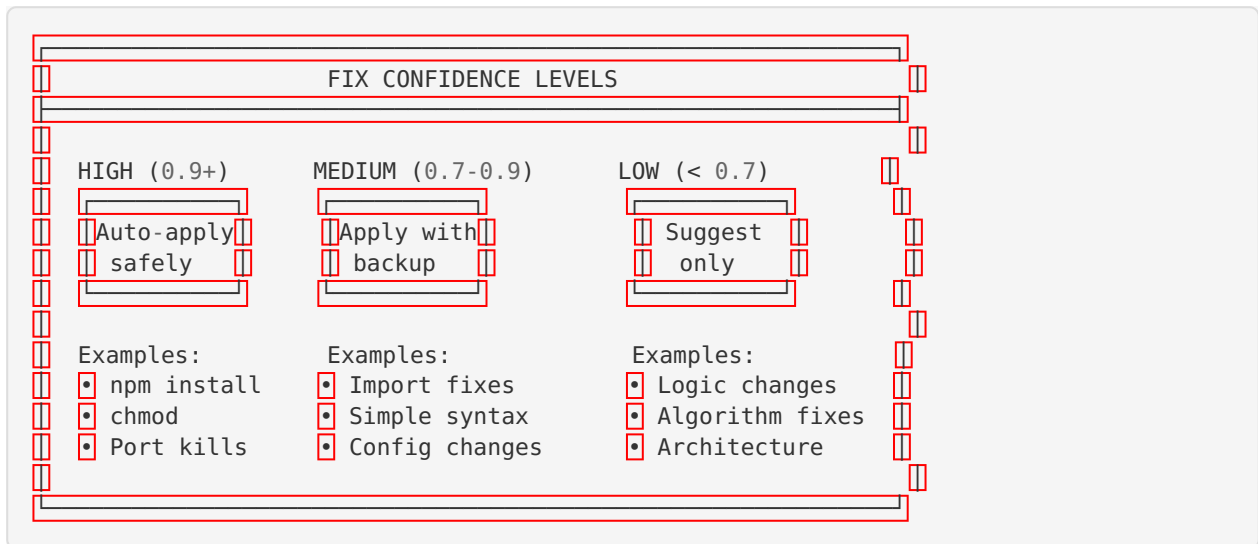 ┌─────────────────────────────────────────────────────────┐
│                  FIX CONFIDENCE LEVELS                   │
├─────────────────────────────────────────────────────────┤
│                                                          │
│  HIGH (0.9+)      MEDIUM (0.7-0.9)      LOW (< 0.7)        │
│  ┌──────────┐     ┌──────────┐         ┌──────────┐       │
│  │Auto-apply│     │Apply with│         │ Suggest  │       │
│  │ safely   │     │ backup   │         │  only    │       │
│  └──────────┘     └──────────┘         └──────────┘       │
│                                                          │
│  Examples:        Examples:            Examples:         │
│  • npm install    • Import fixes       • Logic changes    │
│  • chmod          • Simple syntax      • Algorithm fixes  │
│  • Port kills     • Config changes     • Architecture     │
│                                                          │
└─────────────────────────────────────────────────────────┘